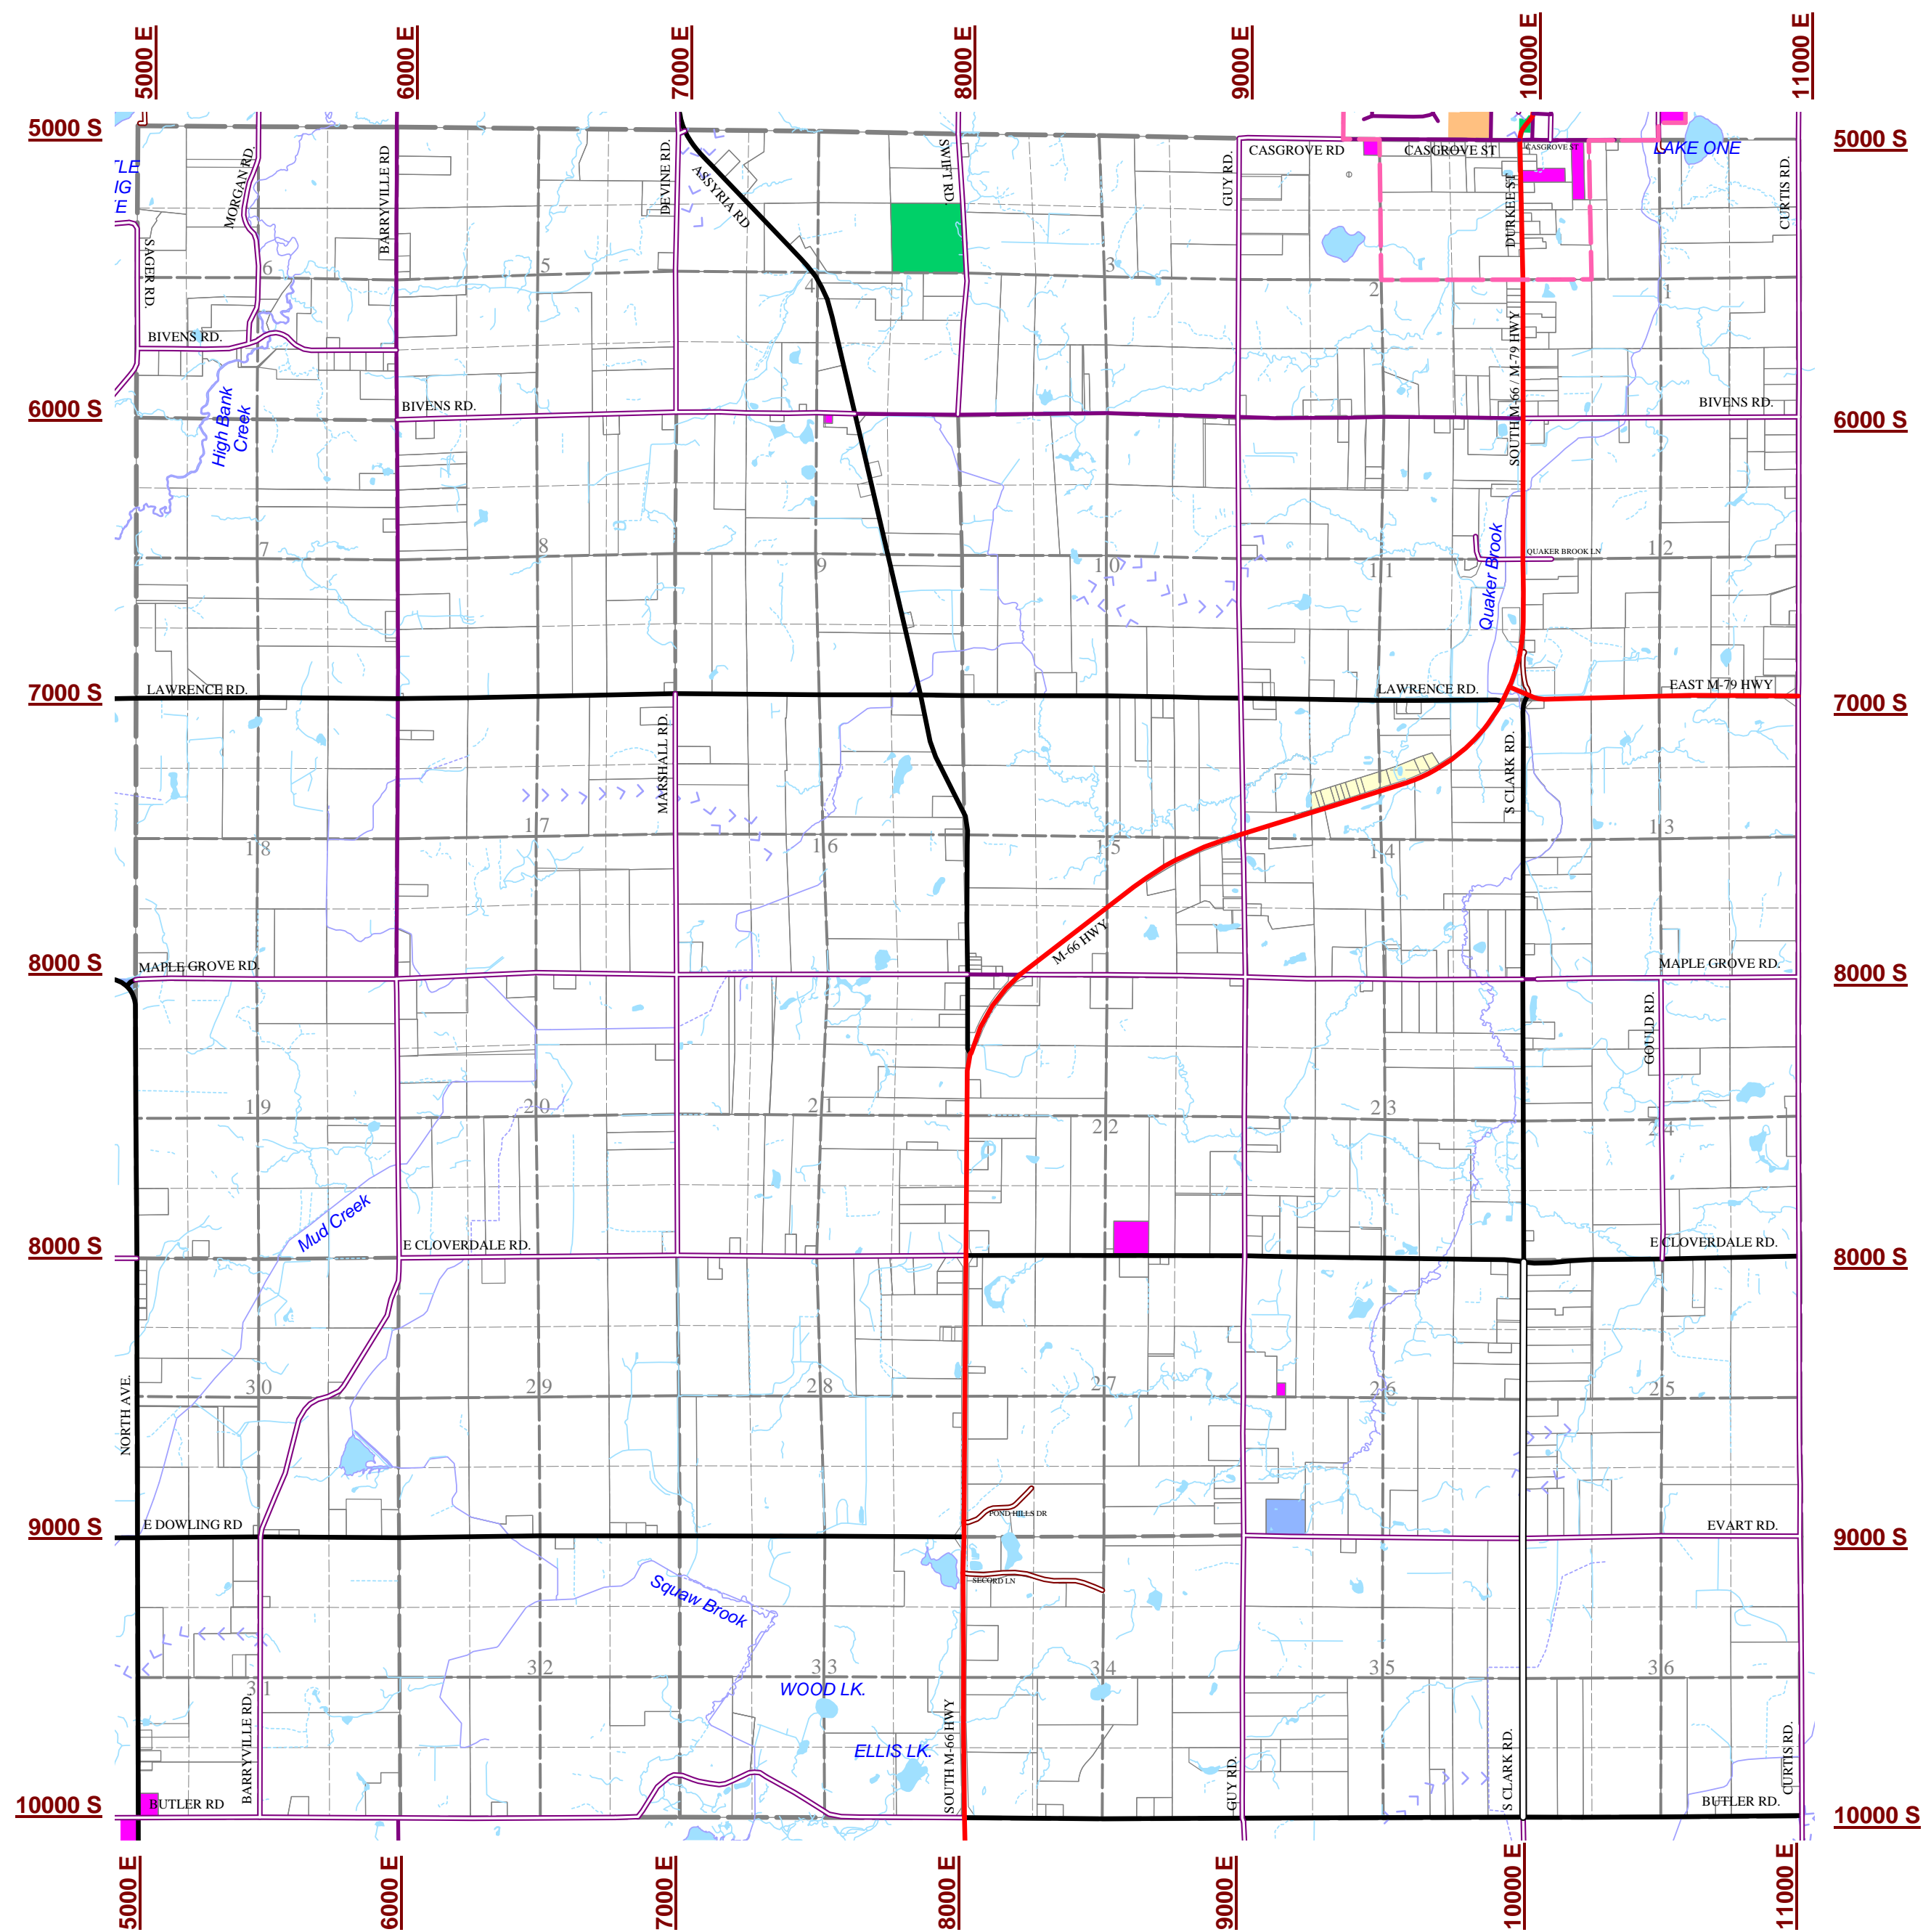 5000 E
6000 E
7000 E
8000 E
9000 E
10000 E
11000 E
5000 S
5000 S
CASGROVE RD
CASGROVE ST
CASGROVE ST
LAKE ONE
TLE
IG
E
MORGAN RD.
BARRYVILLE RD
DEVINE RD.
ASSYRIA RD
SWIFT RD.
GUY RD.
DURKEE ST
CURTIS RD.
SAGER RD.
6
5
4
3
2
1
BIVENS RD.
SOUTH M-66 / M-79 HWY
6000 S
BIVENS RD.
BIVENS RD.
6000 S
High Bank
Creek
7
8
9
10
11
12
Quaker Brook
QUAKER BROOK LN
7000 S
LAWRENCE RD.
LAWRENCE RD.
EAST M-79 HWY
7000 S
MARSHALL RD.
S CLARK RD.
18
17
16
15
14
13
M-66 HWY
8000 S
MAPLE GROVE RD.
MAPLE GROVE RD.
8000 S
GOULD RD.
19
20
21
22
23
24
Mud Creek
8000 S
E CLOVERDALE RD.
E CLOVERDALE RD.
8000 S
30
29
28
27
26
25
NORTH AVE.
POND HILLS DR
9000 S
E DOWLING RD
EVART RD.
9000 S
SECORD LN
Squaw Brook
31
32
33
34
35
36
WOOD LK.
ELLIS LK.
BARRYVILLE RD.
SOUTH M-66 HWY
GUY RD.
S CLARK RD.
CURTIS RD.
10000 S
BUTLER RD
BUTLER RD.
10000 S
5000 E
6000 E
7000 E
8000 E
9000 E
10000 E
11000 E